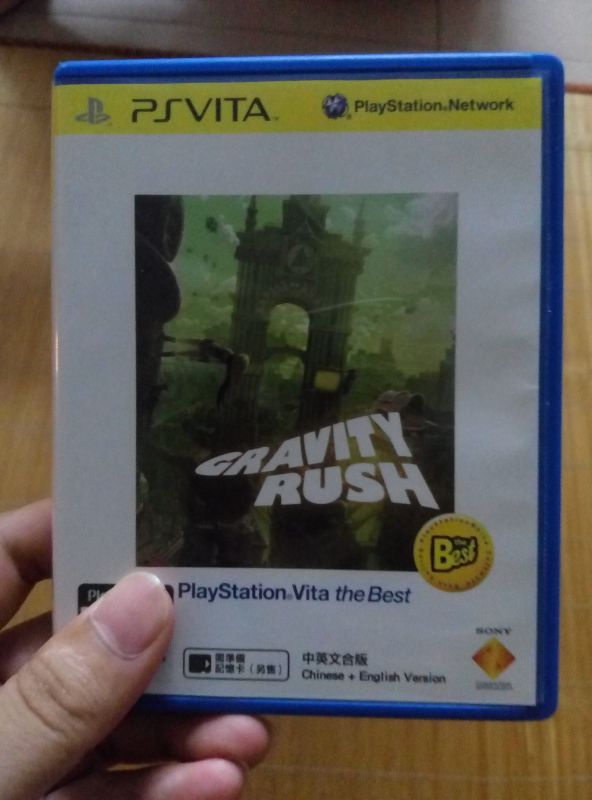 PSVITA™
PlayStation®Network
GRAVITY
RUSH
the
Best
PlayStation®Vita the Best
需準備
記憶卡(另售)
中英文合版
Chinese + English Version
SONY